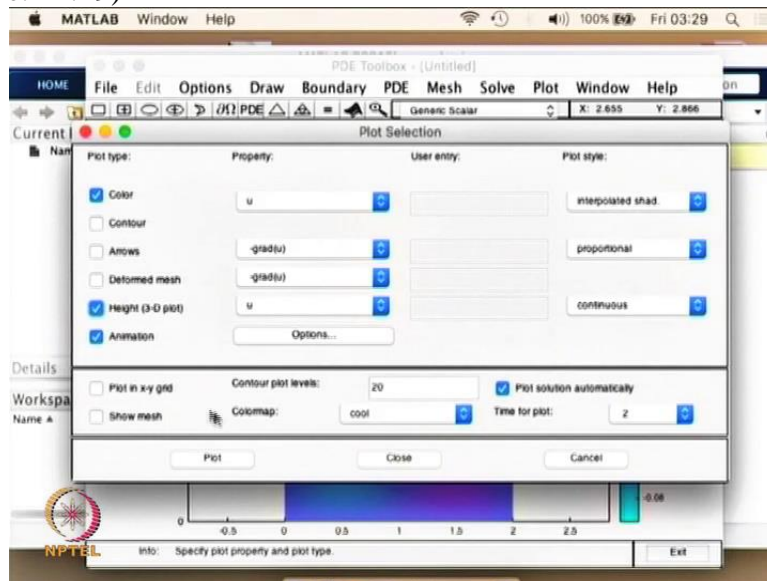 MATLAB Window Help 100% Fri 03:29
PDE Toolbox - [Untitled]
HOME
File Edit Options Draw Boundary PDE Mesh Solve Plot Window Help
on
∂Ω PDE = Generic Scalar X: 2.655 Y: 2.866
Current
Plot Selection
Nam
Plot type: Property: User entry: Plot style:
Color u interpolated shad.
Contour
Arrows -grad(u) proportional
Deformed mesh -grad(u)
Height (3-D plot) u continuous
Animation Options...
Details
Plot in x-y grid Contour plot levels: 20 Plot solution automatically
Workspa
Name
Show mesh Colormap: cool Time for plot: 2
Plot Close Cancel
-0.08
0
-0.5 0 0.5 1 1.5 2 2.5
NPTEL
Info: Specify plot property and plot type. Exit